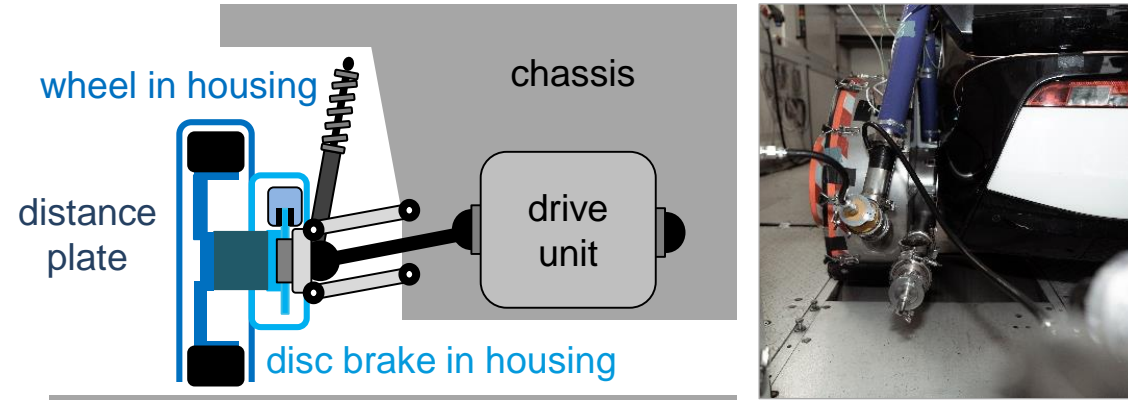 wheel in housing
chassis
distance
plate
drive
unit
disc brake in housing